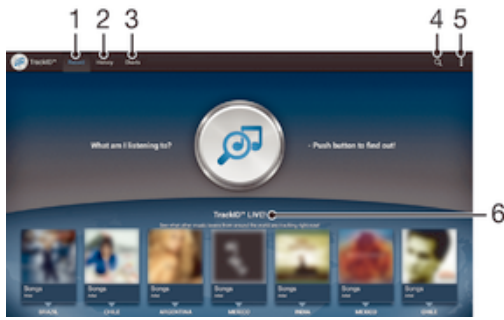 1 2 3 4 5
TrackID™ History Charts
What am I listening to? - Push button to find out!
TrackID™ LIVE! 6
Songs Songs Songs Songs Songs Songs Songs
BRAZIL CHILE ARGENTINA MEXICO INDIA MEXICO